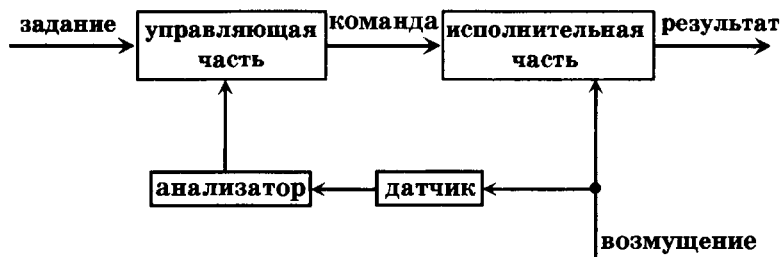 задание
управляющая
часть
команда
исполнительная
часть
результат
анализатор
датчик
возмущение